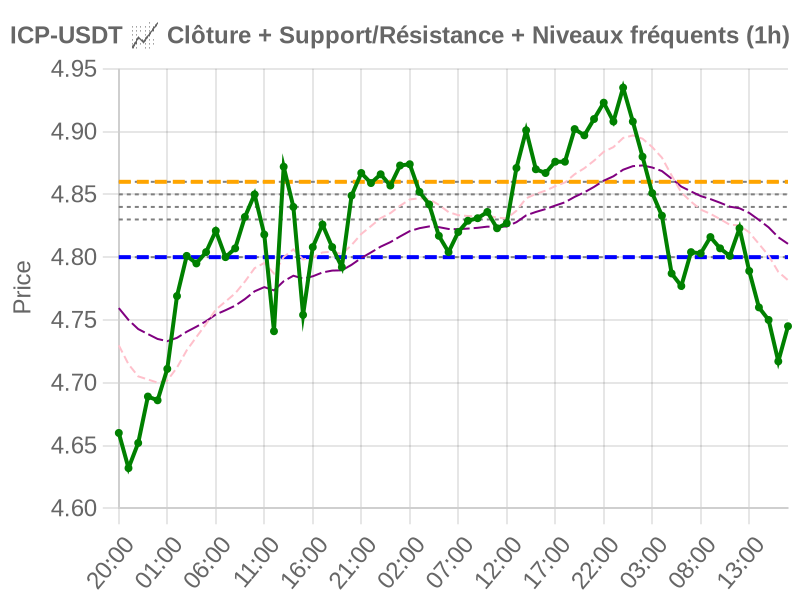 ICP-USDT 📈 Clôture + Support/Résistance + Niveaux fréquents (1h)
4.95
4.90
4.85
4.80
4.75
4.70
4.65
4.60
Price
20:00 01:00 06:00 11:00 16:00 21:00 02:00 07:00 12:00 17:00 22:00 03:00 08:00 13:00